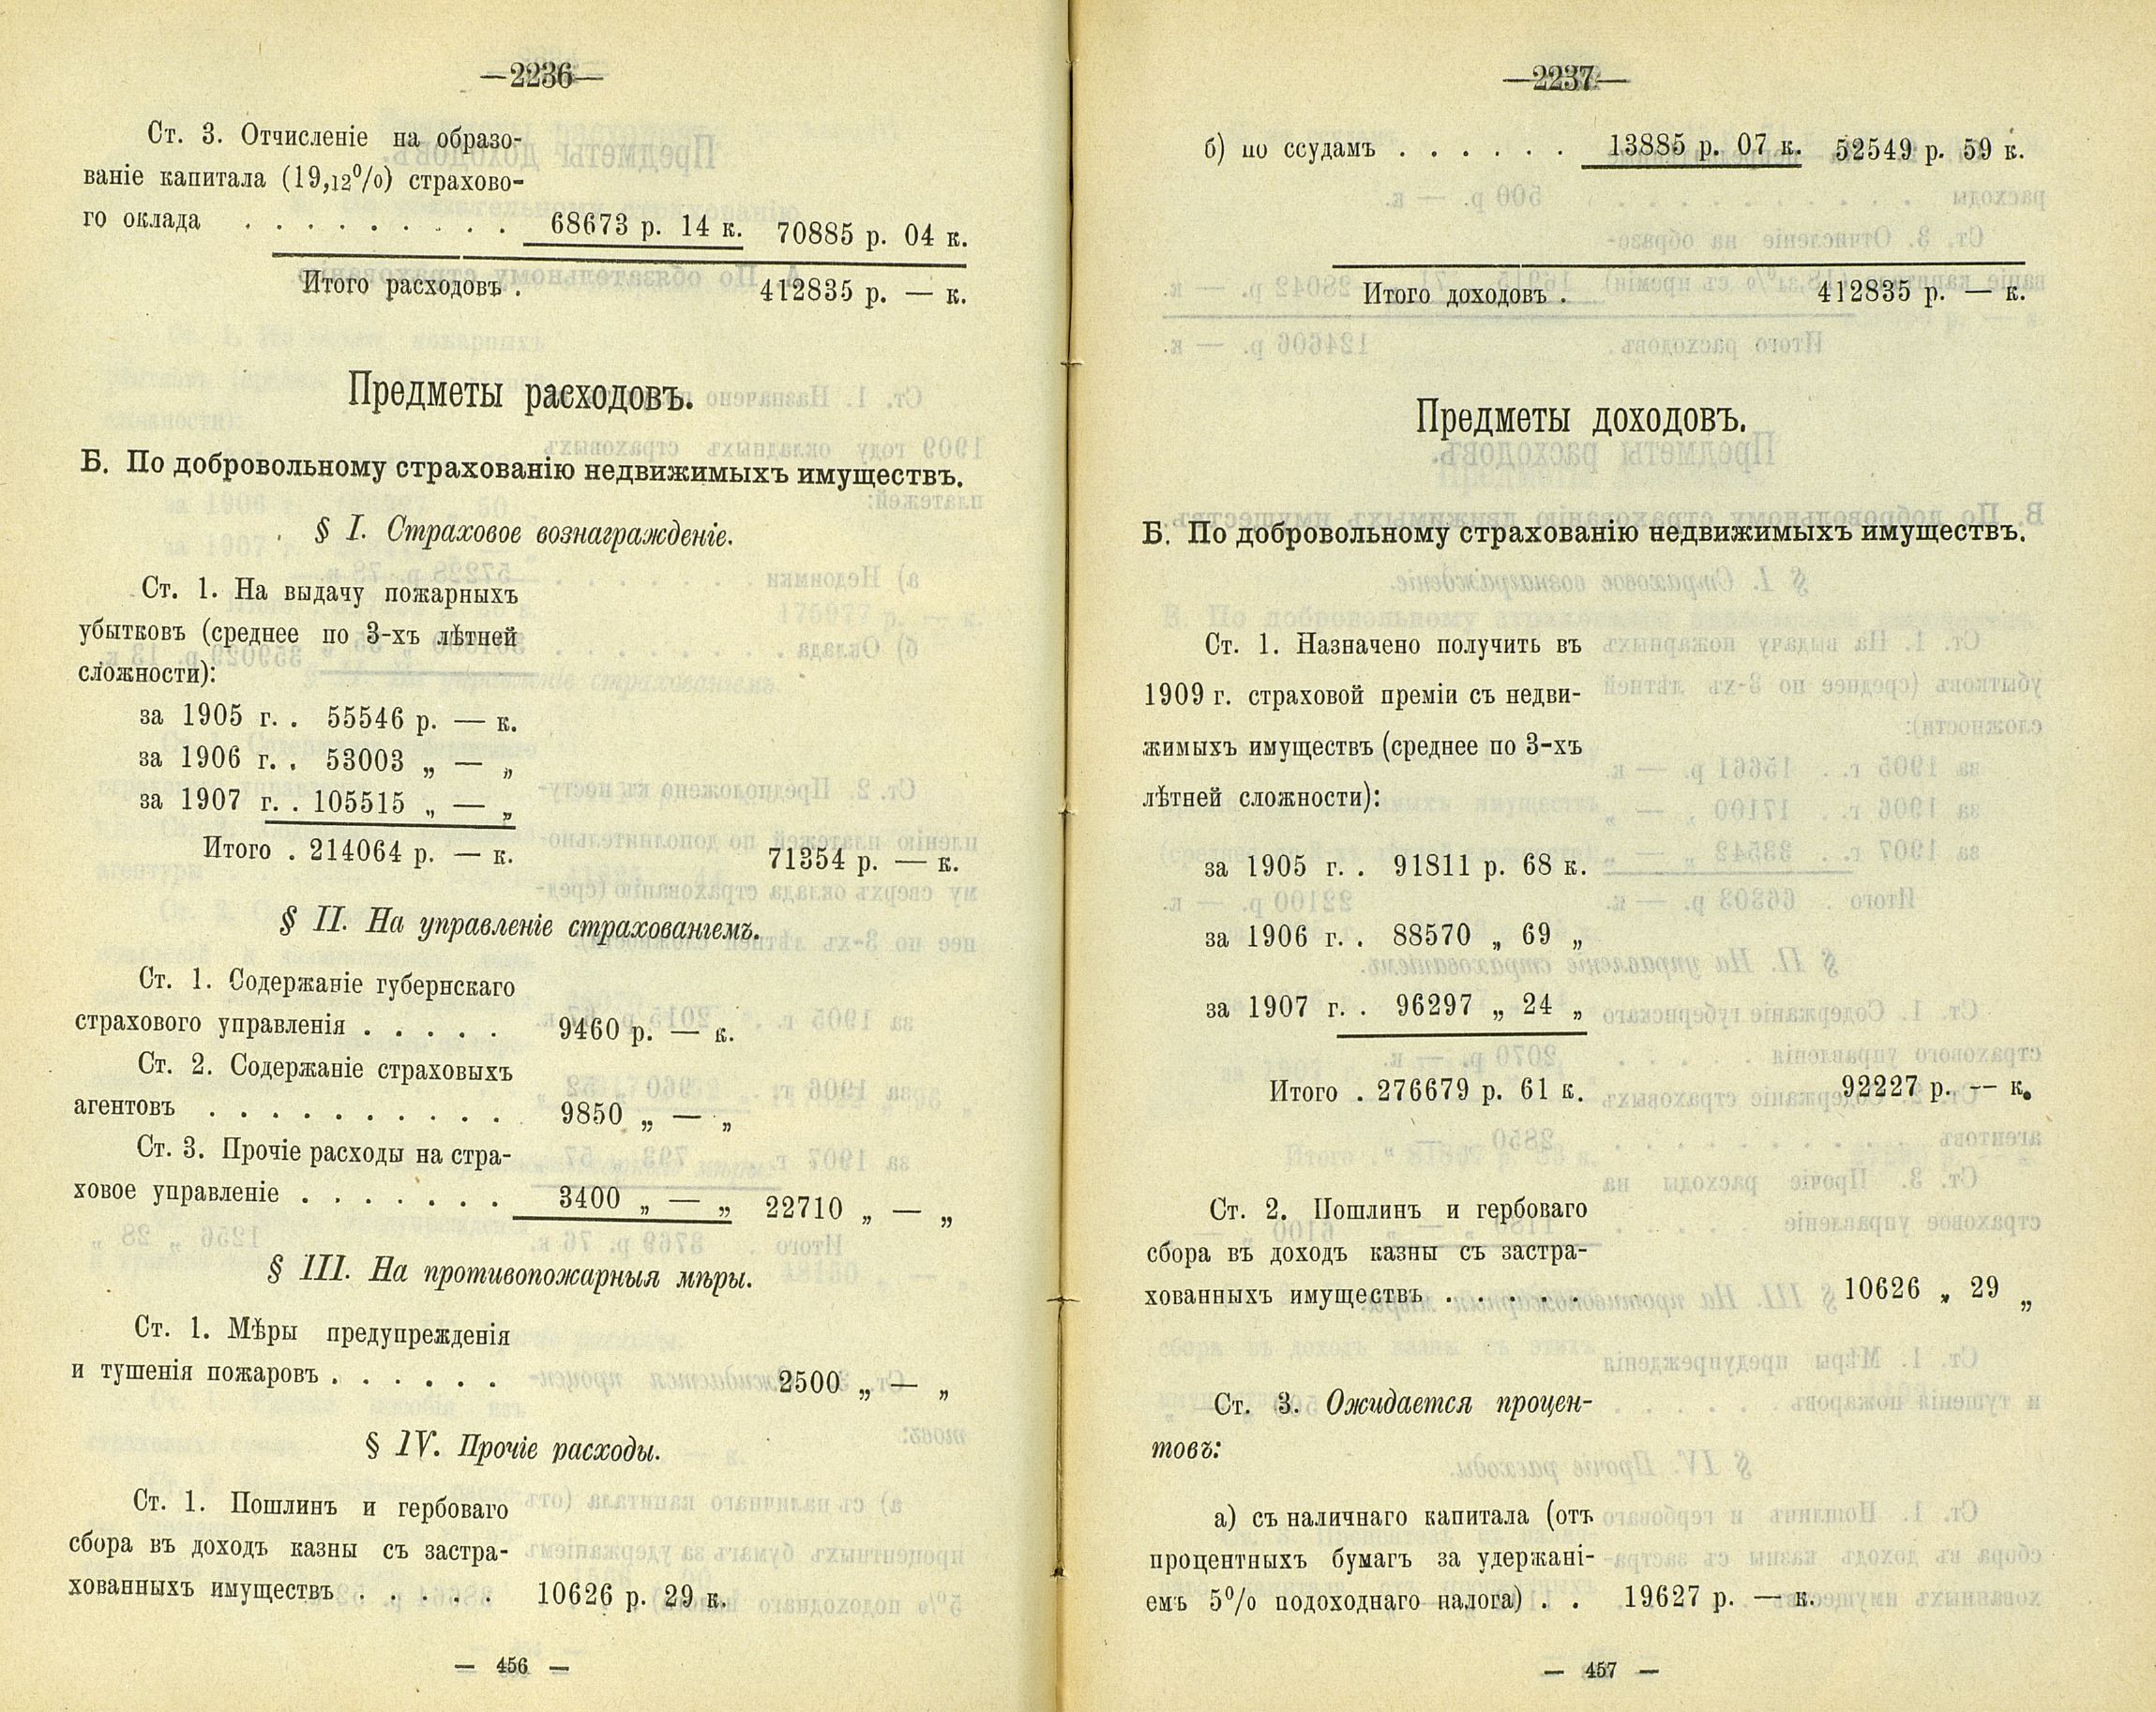 —2236—
Ст. 3. Отчисленіе на образо-
ваніе капитала (19,12%) страхово-
го оклада . . . . . . . . . 68673 р. 14 к. 70885 р. 04 к.
Итого расходовъ . 412835 р. — к.
Предметы расходовъ.
Б. По добровольному страхованію недвижимыхъ имуществъ.
§ I. Страховое вознагражденіе.
Ст. 1. На выдачу пожарныхъ
убытковъ (среднее по 3-хъ лѣтней
сложности):
за 1905 г. . 55546 р. — к.
за 1906 г. . 53003 „ — „
за 1907 г. . 105515 „ — „
Итого . 214064 р. — к. 71354 р. — к.
§ II. На управленіе страхованіемъ.
Ст. 1. Содержаніе губернскаго
страхового управленія . . . . . 9460 р. — к.
Ст. 2. Содержаніе страховыхъ
агентовъ . . . . . . . . . . . 9850 „ — „
Ст. 3. Прочіе расходы на стра-
ховое управленіе . . . . . . . 3400 „ — „ 22710 „ — „
§ III. На противопожарныя мѣры.
Ст. 1. Мѣры предупрежденія
и тушенія пожаровъ . . . . . . 2500 „ — „
§ IV. Прочіе расходы.
Ст. 1. Пошлинъ и гербоваго
сбора въ доходъ казны съ застра-
хованныхъ имуществъ . . . . . 10626 р. 29 к.
— 456 —
—2237—
б) по ссудамъ . . . . . . 13885 р. 07 к. 52549 р. 59 к.
Итого доходовъ . 412835 р. — к.
Предметы доходовъ.
Б. По добровольному страхованію недвижимыхъ имуществъ.
Ст. 1. Назначено получить въ
1909 г. страховой преміи съ недви-
жимыхъ имуществъ (среднее по 3-хъ
лѣтней сложности):
за 1905 г. . 91811 р. 68 к.
за 1906 г. . 88570 „ 69 „
за 1907 г. . 96297 „ 24 „
Итого . 276679 р. 61 к. 92227 р. — к.
Ст. 2. Пошлинъ и гербоваго
сбора въ доходъ казны съ застра-
хованныхъ имуществъ . . . . . 10626 „ 29 „
Ст. 3. Ожидается процен-
товъ:
а) съ наличнаго капитала (отъ
процентныхъ бумагъ за удержані-
емъ 5% подоходнаго налога) . . 19627 р. — к.
— 457 —